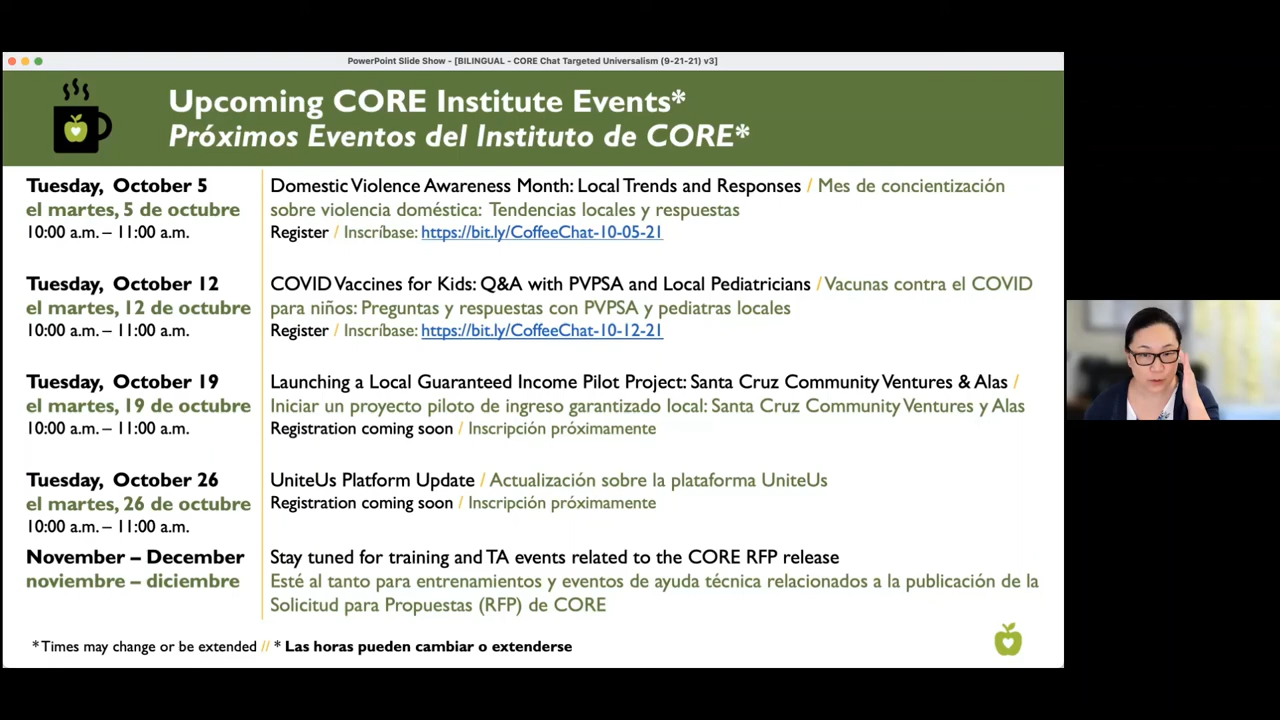 PowerPoint Slide Show - [BILINGUAL - CORE Chat Targeted Universalism (9-21-21) v3]
Upcoming CORE Institute Events*
Próximos Eventos del Instituto de CORE*
Tuesday, October 5
el martes, 5 de octubre
10:00 a.m. – 11:00 a.m.
Domestic Violence Awareness Month: Local Trends and Responses / Mes de concientización
sobre violencia doméstica: Tendencias locales y respuestas
Register / Inscríbase: https://bit.ly/CoffeeChat-10-05-21
Tuesday, October 12
el martes, 12 de octubre
10:00 a.m. – 11:00 a.m.
COVID Vaccines for Kids: Q&A with PVPSA and Local Pediatricians / Vacunas contra el COVID
para niños: Preguntas y respuestas con PVPSA y pediatras locales
Register / Inscríbase: https://bit.ly/CoffeeChat-10-12-21
Tuesday, October 19
el martes, 19 de octubre
10:00 a.m. – 11:00 a.m.
Launching a Local Guaranteed Income Pilot Project: Santa Cruz Community Ventures & Alas /
Iniciar un proyecto piloto de ingreso garantizado local: Santa Cruz Community Ventures y Alas
Registration coming soon / Inscripción próximamente
Tuesday, October 26
el martes, 26 de octubre
10:00 a.m. – 11:00 a.m.
UniteUs Platform Update / Actualización sobre la plataforma UniteUs
Registration coming soon / Inscripción próximamente
November – December
noviembre – diciembre
Stay tuned for training and TA events related to the CORE RFP release
Esté al tanto para entrenamientos y eventos de ayuda técnica relacionados a la publicación de la
Solicitud para Propuestas (RFP) de CORE
* Times may change or be extended // * Las horas pueden cambiar o extenderse